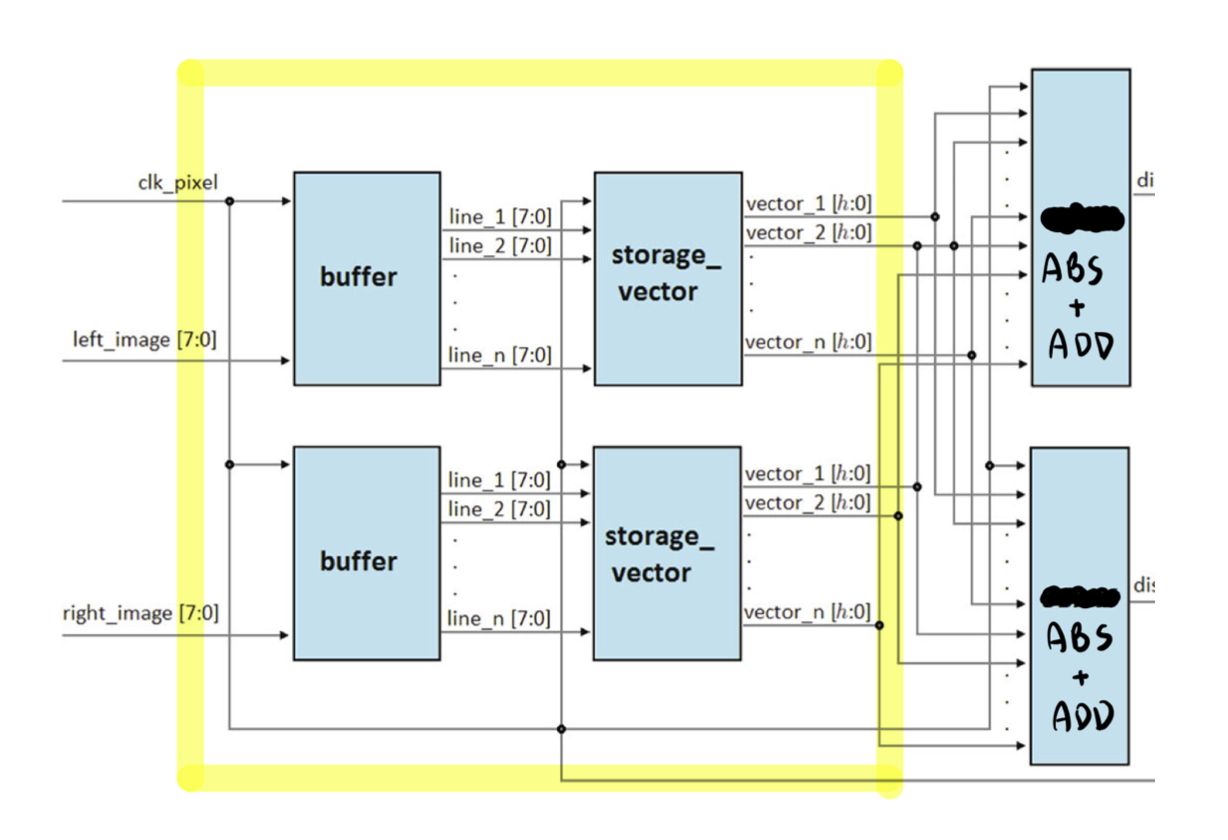 clk_pixel
left_image [7:0]
buffer
line_1 [7:0]
line_2 [7:0]
line_n [7:0]
storage_
vector
vector_1 [h:0]
vector_2 [h:0]
vector_n [h:0]
ABS
+
ADD
di
right_image [7:0]
buffer
line_1 [7:0]
line_2 [7:0]
line_n [7:0]
storage_
vector
vector_1 [h:0]
vector_2 [h:0]
vector_n [h:0]
ABS
+
ADD
dis